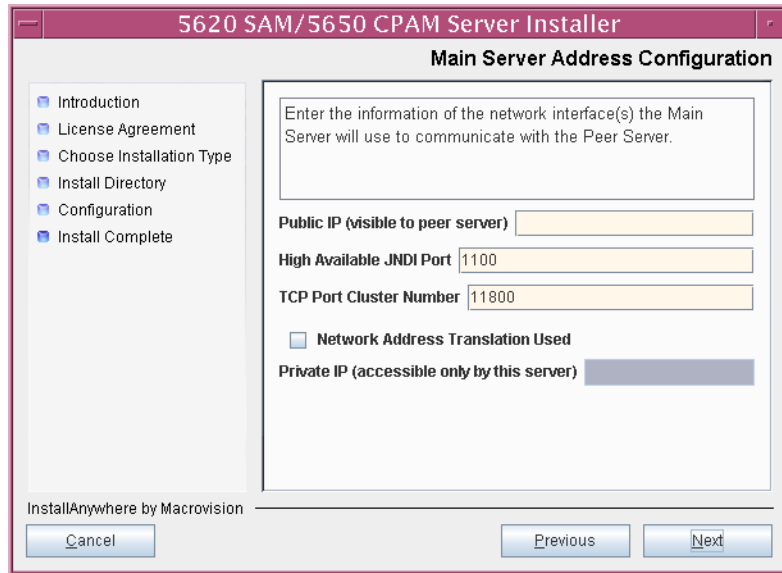 5620 SAM/5650 CPAM Server Installer
Main Server Address Configuration
Introduction
License Agreement
Choose Installation Type
Install Directory
Configuration
Install Complete
Enter the information of the network interface(s) the Main
Server will use to communicate with the Peer Server.
Public IP (visible to peer server)
High Available JNDI Port 1100
TCP Port Cluster Number 11800
Network Address Translation Used
Private IP (accessible only by this server)
InstallAnywhere by Macrovision
Cancel Previous Next